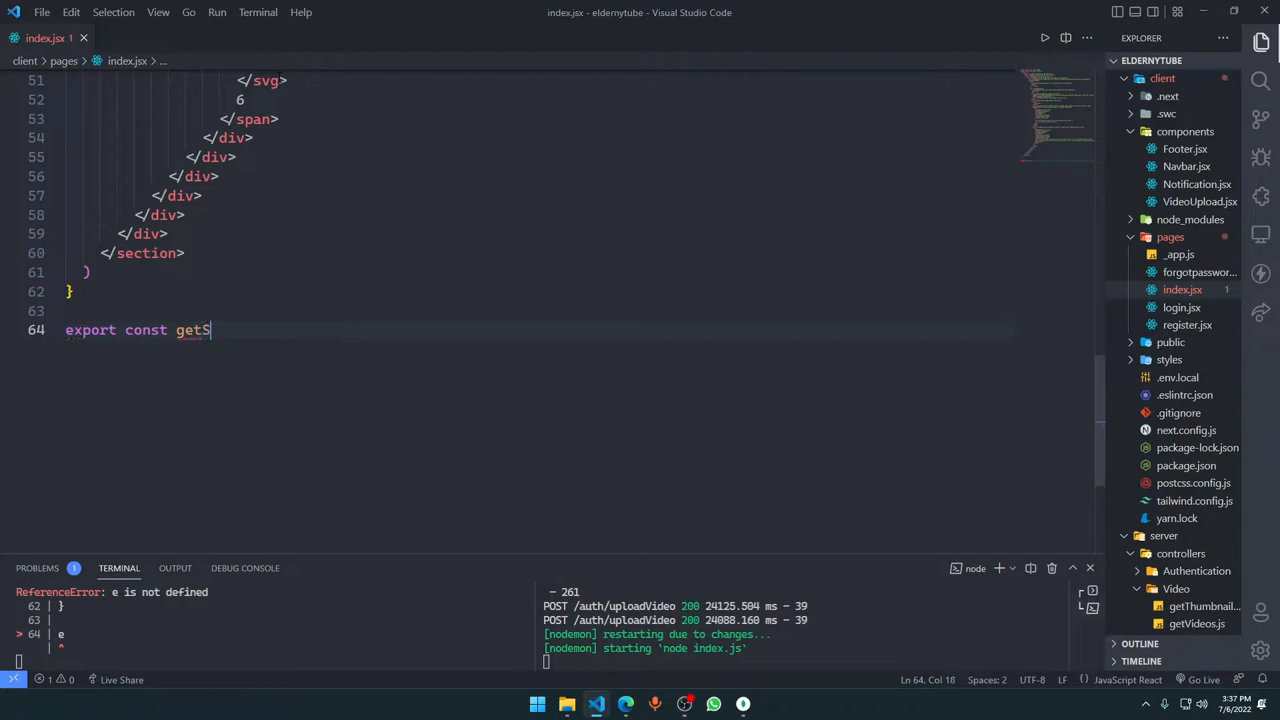 File Edit Selection View Go Run Terminal Help
index.jsx - eldernytube - Visual Studio Code
index.jsx 1
client > pages > index.jsx > ...
51 </svg>
52 6
53 </span>
54 </div>
55 </div>
56 </div>
57 </div>
58 </div>
59 </div>
60 </section>
61 )
62 }
63
64 export const getS
EXPLORER
ELDERNYTUBE
client
.next
.swc
components
Footer.jsx
Navbar.jsx
Notification.jsx
VideoUpload.jsx
node_modules
pages
_app.js
forgotpasswor...
index.jsx 1
login.jsx
register.jsx
public
styles
.env.local
.eslintrc.json
.gitignore
next.config.js
package-lock.json
package.json
postcss.config.js
tailwind.config.js
yarn.lock
server
controllers
Authentication
Video
getThumbnail...
getVideos.js
OUTLINE
TIMELINE
PROBLEMS 1 TERMINAL OUTPUT DEBUG CONSOLE
node
ReferenceError: e is not defined
62 | }
63 |
> 64 | e
| ^
- 261
POST /auth/uploadVideo 200 24125.504 ms - 39
POST /auth/uploadVideo 200 24088.160 ms - 39
[nodemon] restarting due to changes...
[nodemon] starting `node index.js`
1 0 Live Share
Ln 64, Col 18 Spaces: 2 UTF-8 LF { } JavaScript React Go Live
3:37 PM
7/6/2022